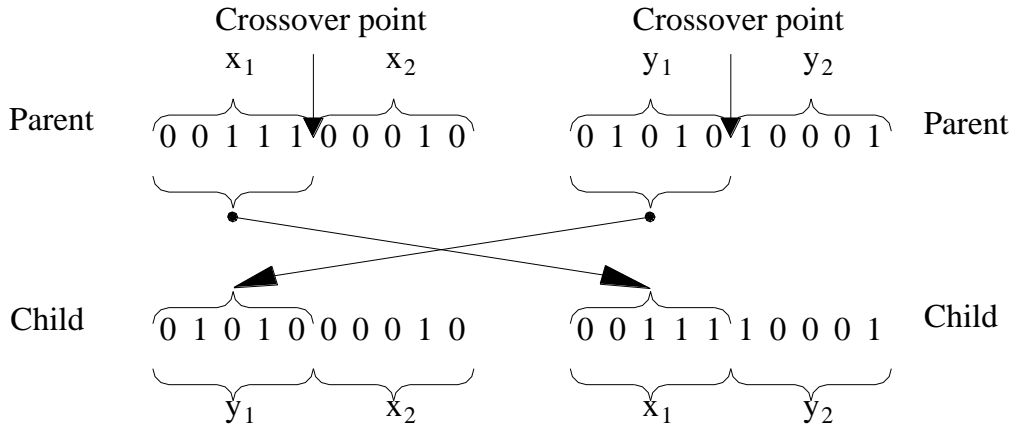 Crossover point Crossover point
x₁ x₂ y₁ y₂
Parent 0 0 1 1 1 0 0 0 1 0 0 1 0 1 0 1 0 0 0 1 Parent
Child 0 1 0 1 0 0 0 0 1 0 0 0 1 1 1 1 0 0 0 1 Child
y₁ x₂ x₁ y₂